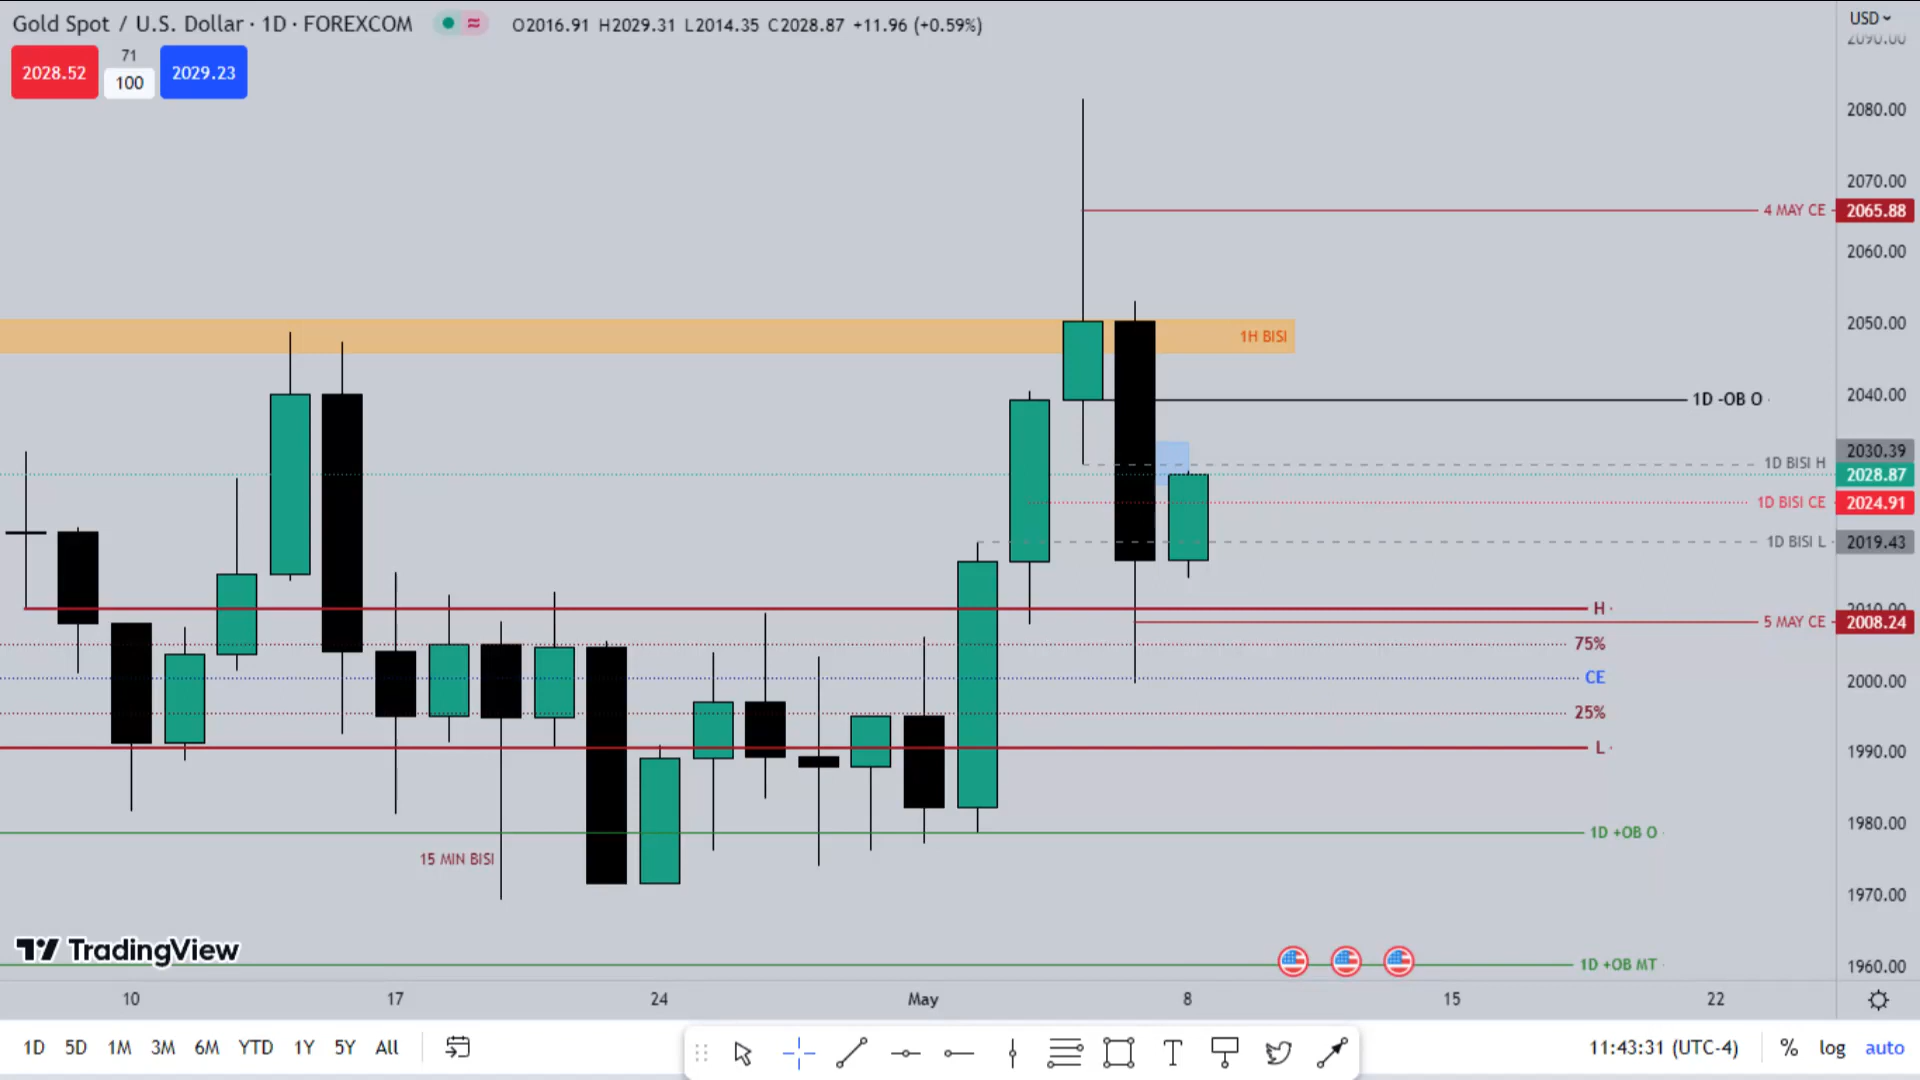 Gold Spot / U.S. Dollar · 1D · FOREXCOM
O2016.91 H2029.31 L2014.35 C2028.87 +11.96 (+0.59%)
USD
2090.00
2028.52
71
100
2029.23
2080.00
2070.00
4 MAY CE
2065.88
2060.00
2050.00
1H BISI
1D -OB O
2040.00
2030.39
1D BISI H
2028.87
1D BISI CE
2024.91
1D BISI L
2019.43
H
2010.00
5 MAY CE
2008.24
75%
CE
2000.00
25%
L
1990.00
1D +OB O
1980.00
15 MIN BISI
1970.00
TradingView
1D +OB MT
1960.00
10 17 24 May 8 15 22
1D 5D 1M 3M 6M YTD 1Y 5Y All
T
11:43:31 (UTC-4) % log auto